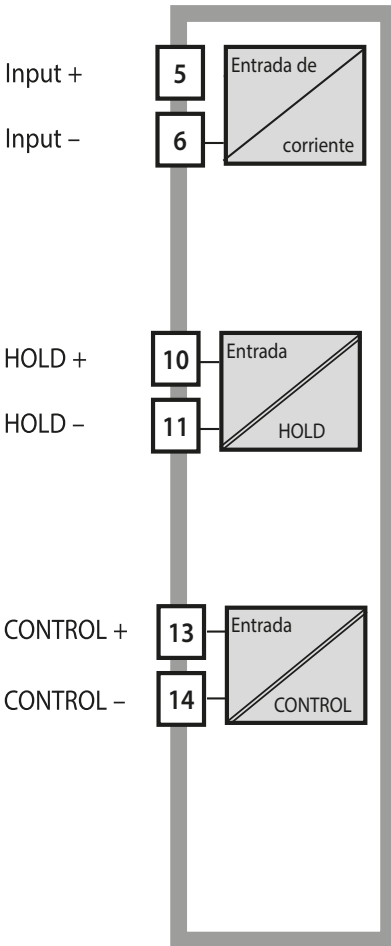 Input +
5
Entrada de
corriente
Input –
6
HOLD +
10
Entrada
HOLD
HOLD –
11
CONTROL +
13
Entrada
CONTROL
CONTROL –
14